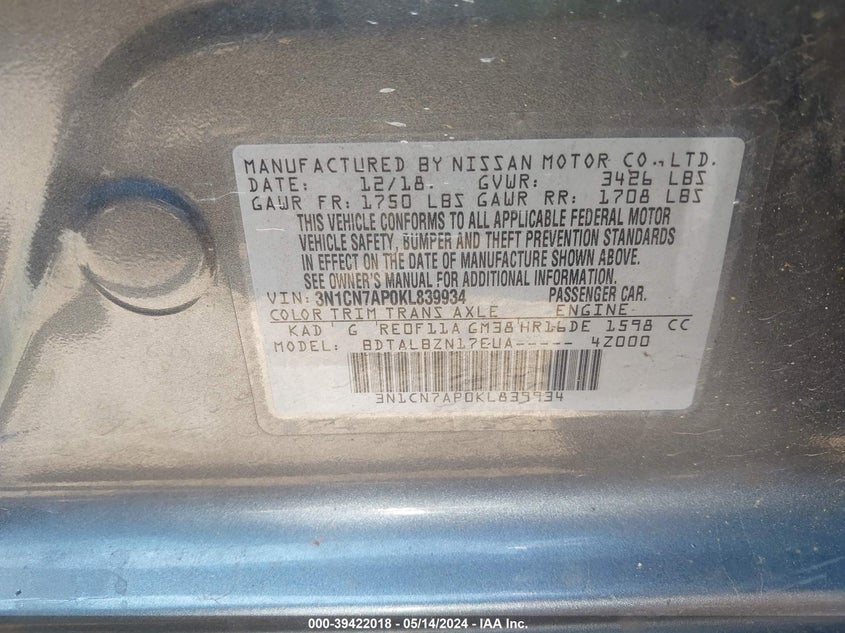 MANUFACTURED BY NISSAN MOTOR CO., LTD.
DATE: 12/18. GVWR: 3426 LBS
GAWR FR: 1750 LBS GAWR RR: 1708 LBS
THIS VEHICLE CONFORMS TO ALL APPLICABLE FEDERAL MOTOR
VEHICLE SAFETY, BUMPER AND THEFT PREVENTION STANDARDS
IN EFFECT ON THE DATE OF MANUFACTURE SHOWN ABOVE.
SEE OWNER'S MANUAL FOR ADDITIONAL INFORMATION.
VIN: 3N1CN7AP0KL839934 PASSENGER CAR.
COLOR TRIM TRANS AXLE ENGINE
KAD G RE0F11A GM38 HR16DE 1598 CC
MODEL: BDTALBZN17EUA----- 4Z000
3N1CN7AP0KL839934
000-39422018 - 05/14/2024 - IAA Inc.